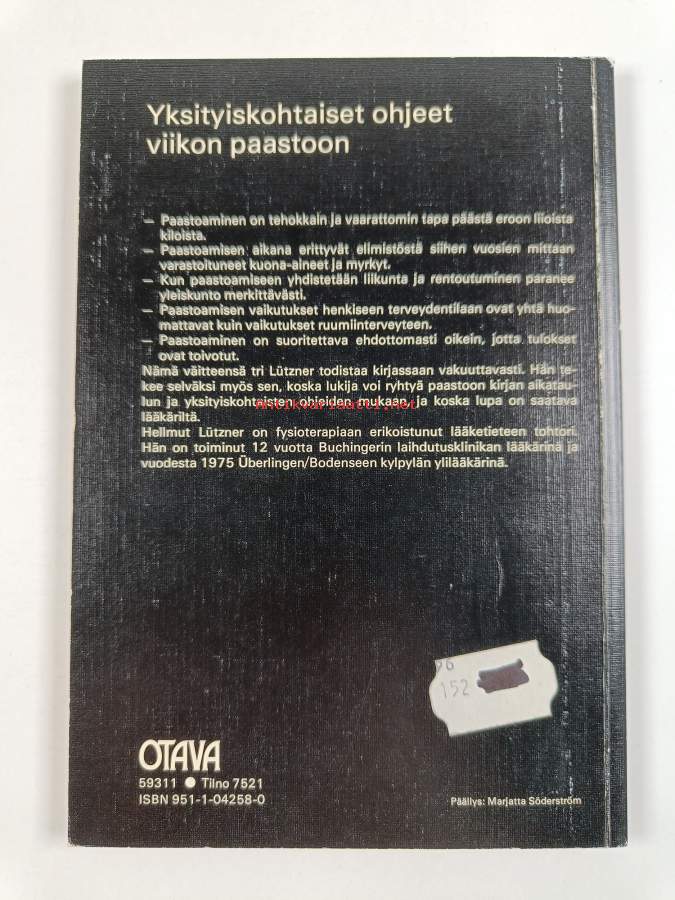 Yksityiskohtaiset ohjeet
viikon paastoon
– Paastoaminen on tehokkain ja vaarattomin tapa päästä eroon liioista
kiloista.
– Paastoamisen aikana erittyvät elimistöstä siihen vuosien mittaan
varastoituneet kuona-aineet ja myrkyt.
– Kun paastoamiseen yhdistetään liikunta ja rentoutuminen paranee
yleiskunto merkittävästi.
– Paastoamisen vaikutukset henkiseen terveydentilaan ovat yhtä huo-
mattavat kuin vaikutukset ruumiinterveyteen.
– Paastoaminen on suoritettava ehdottomasti oikein, jotta tulokset
ovat toivotut.
Nämä väitteensä tri Lützner todistaa kirjassaan vakuuttavasti. Hän te-
kee selväksi myös sen, koska lukija voi ryhtyä paastoon kirjan aikatau-
lun ja yksityiskohtaisten ohjeiden mukaan, ja koska lupa on saatava
Antikvariaatti.net
lääkäriltä.
Hellmut Lützner on fysioterapiaan erikoistunut lääketieteen tohtori.
Hän on toiminut 12 vuotta Buchingerin laihdutusklinikan lääkärinä ja
vuodesta 1975 Überlingen/Bodenseen kylpylän ylilääkärinä.
96
152
OTAVA
59311 ● Tilno 7521
ISBN 951-1-04258-0
Päällys: Marjatta Söderström